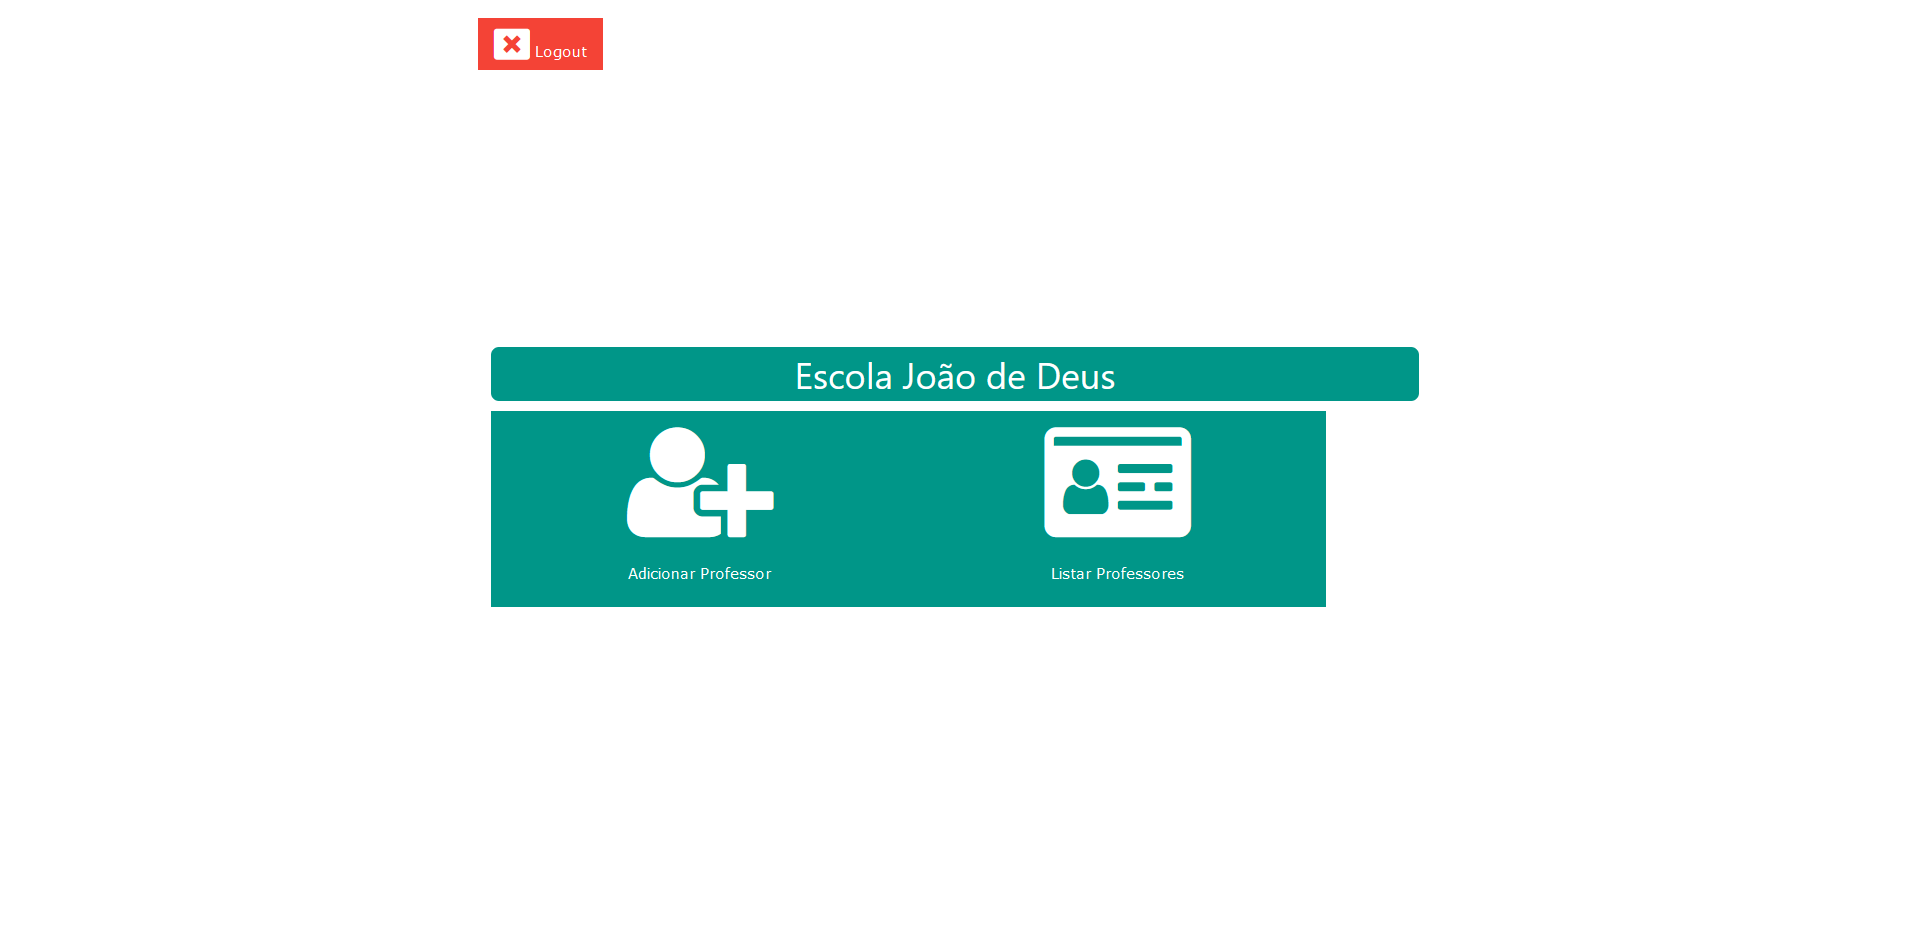 Logout
Escola João de Deus
Adicionar Professor
Listar Professores